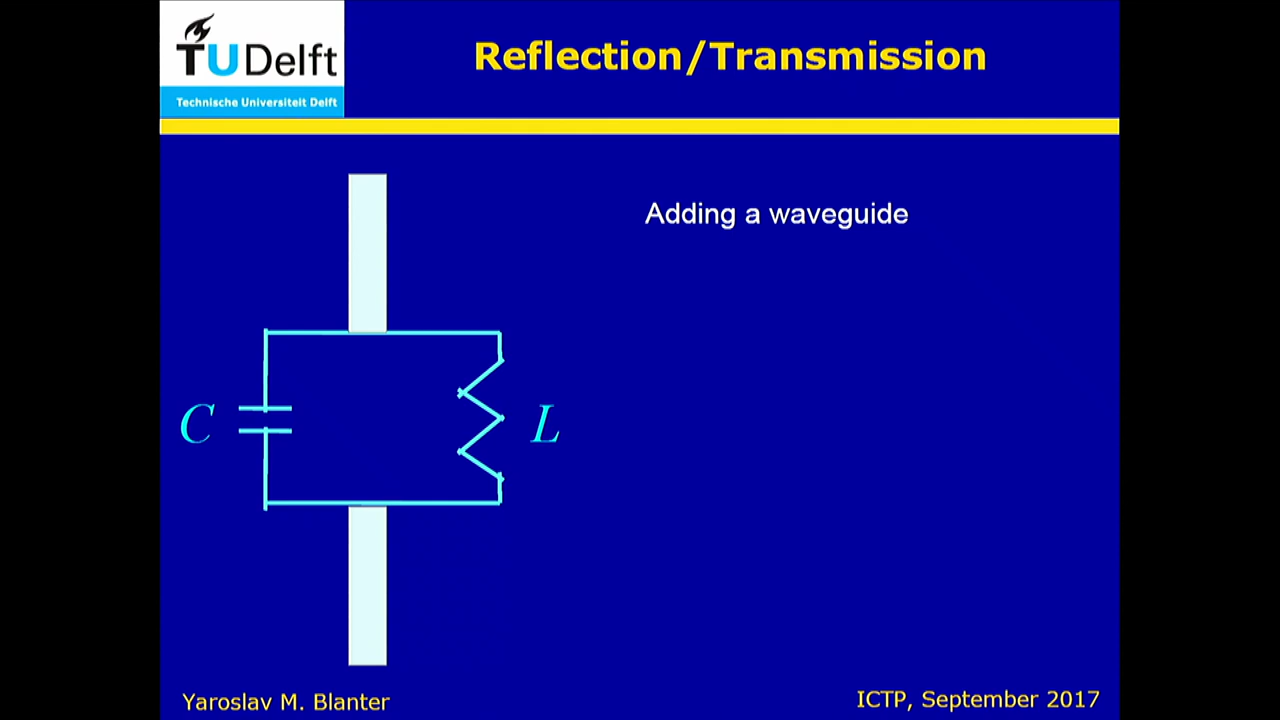 TU Delft
Technische Universiteit Delft
Reflection/Transmission
Adding a waveguide
C
L
Yaroslav M. Blanter
ICTP, September 2017